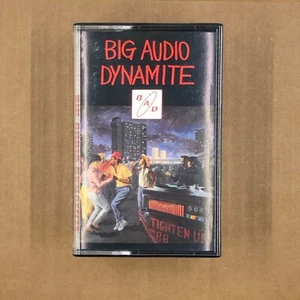 BIG AUDIO
DYNAMITE
B A D
TIGHTEN UP
88